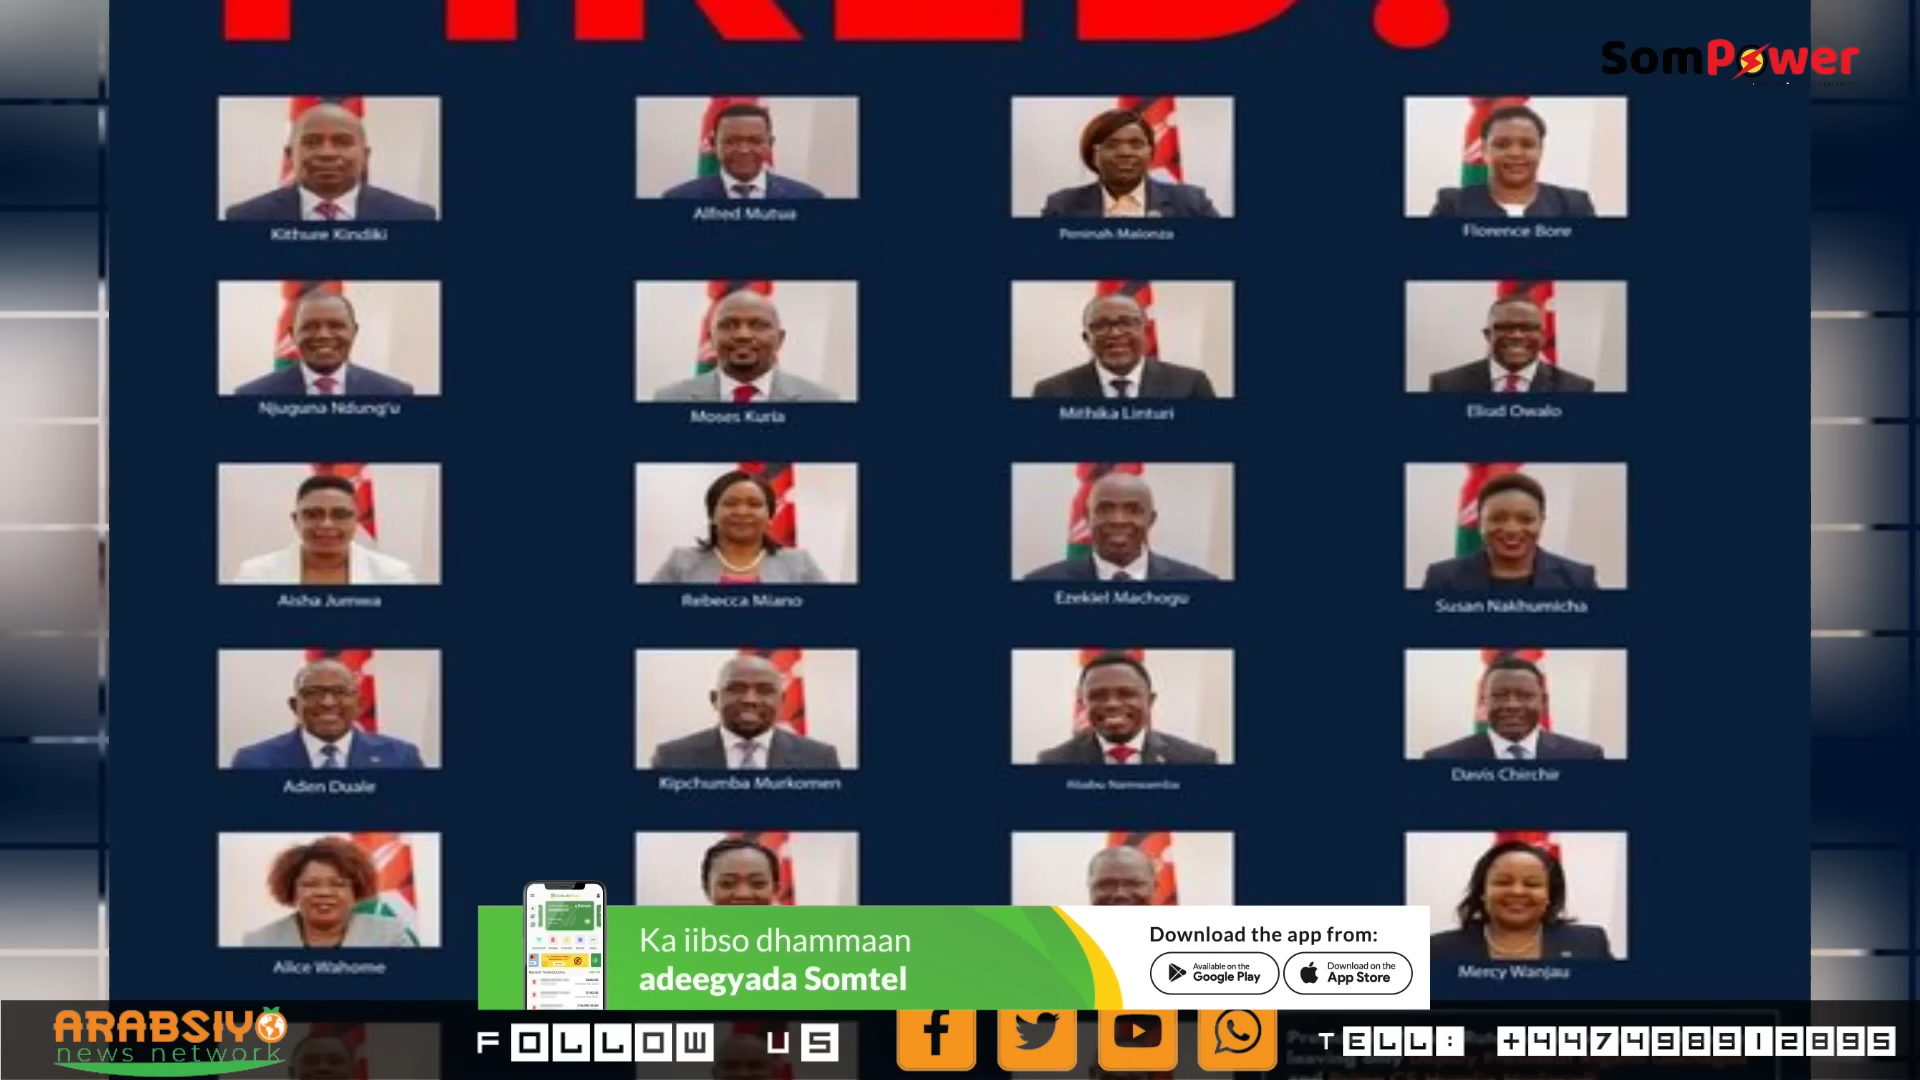 FIRED!
SomPower
Kithure Kindiki
Alfred Mutua
Peninah Malonza
Florence Bore
Njuguna Ndung'u
Moses Kuria
Mithika Linturi
Eliud Owalo
Aisha Jumwa
Rebecca Miano
Ezekiel Machogu
Susan Nakhumicha
Aden Duale
Kipchumba Murkomen
Ababu Namwamba
Davis Chirchir
Alice Wahome
Mercy Wanjau
Ka iibso dhammaan
adeegyada Somtel
Download the app from:
Available on the
Google Play
Download on the
App Store
ARABSIYO
news network
FOLLOW US
TELL: +447498912895